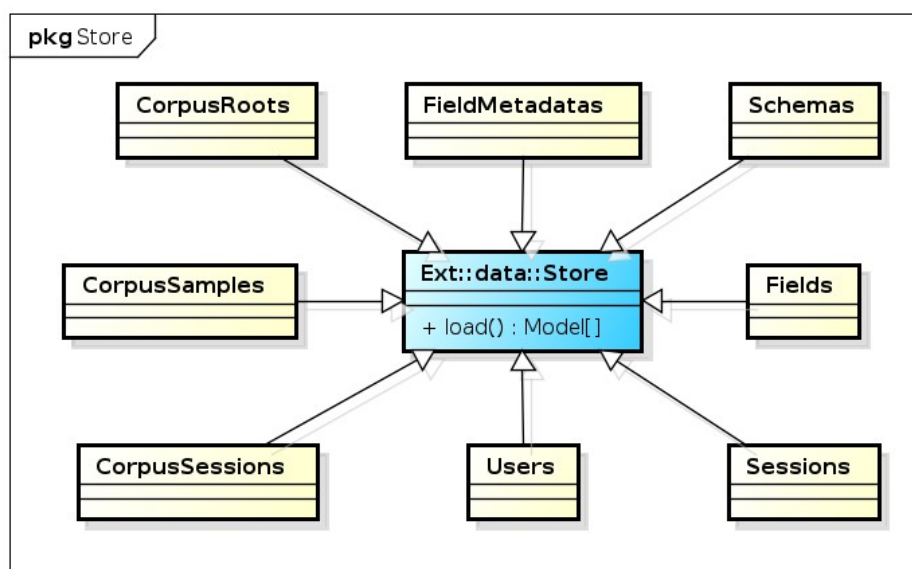 pkg Store
CorpusRoots
FieldMetadatas
Schemas
CorpusSamples
Ext::data::Store
+ load() : Model[]
Fields
CorpusSessions
Users
Sessions